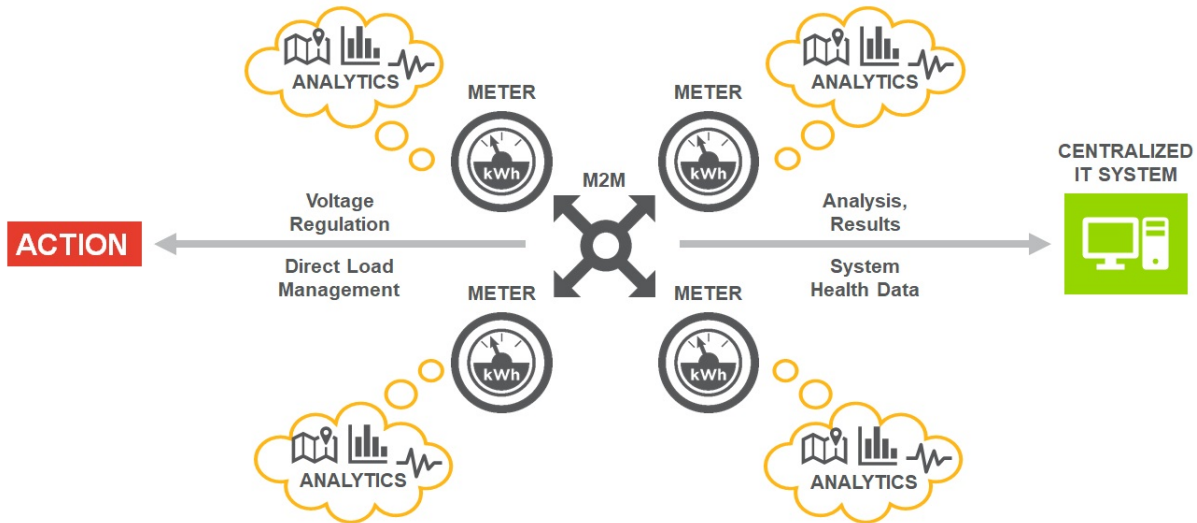 ANALYTICS
ANALYTICS
METER
METER
kWh
kWh
CENTRALIZED
IT SYSTEM
M2M
Voltage
Regulation
Analysis,
Results
ACTION
Direct Load
Management
System
Health Data
METER
METER
kWh
kWh
ANALYTICS
ANALYTICS